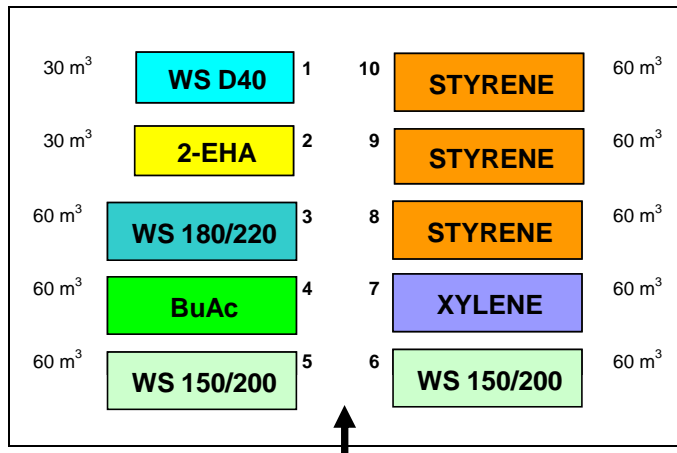 30 m³ WS D40 1 10 STYRENE 60 m³
30 m³ 2-EHA 2 9 STYRENE 60 m³
60 m³ WS 180/220 3 8 STYRENE 60 m³
60 m³ BuAc 4 7 XYLENE 60 m³
60 m³ WS 150/200 5 6 WS 150/200 60 m³